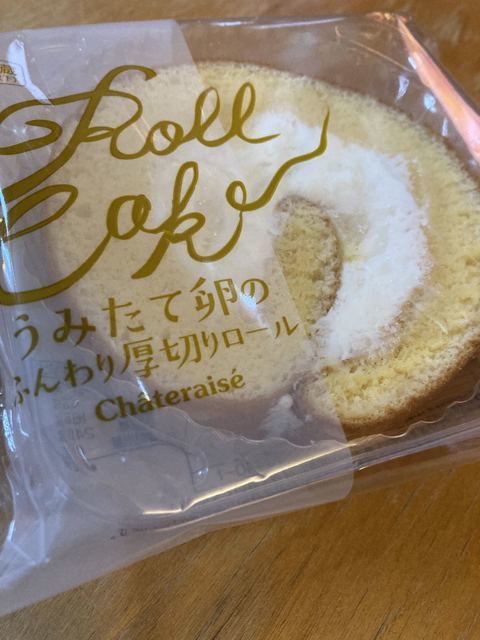 Roll
Cake
うみたて卵の
ふんわり厚切りロール
Châteraisé